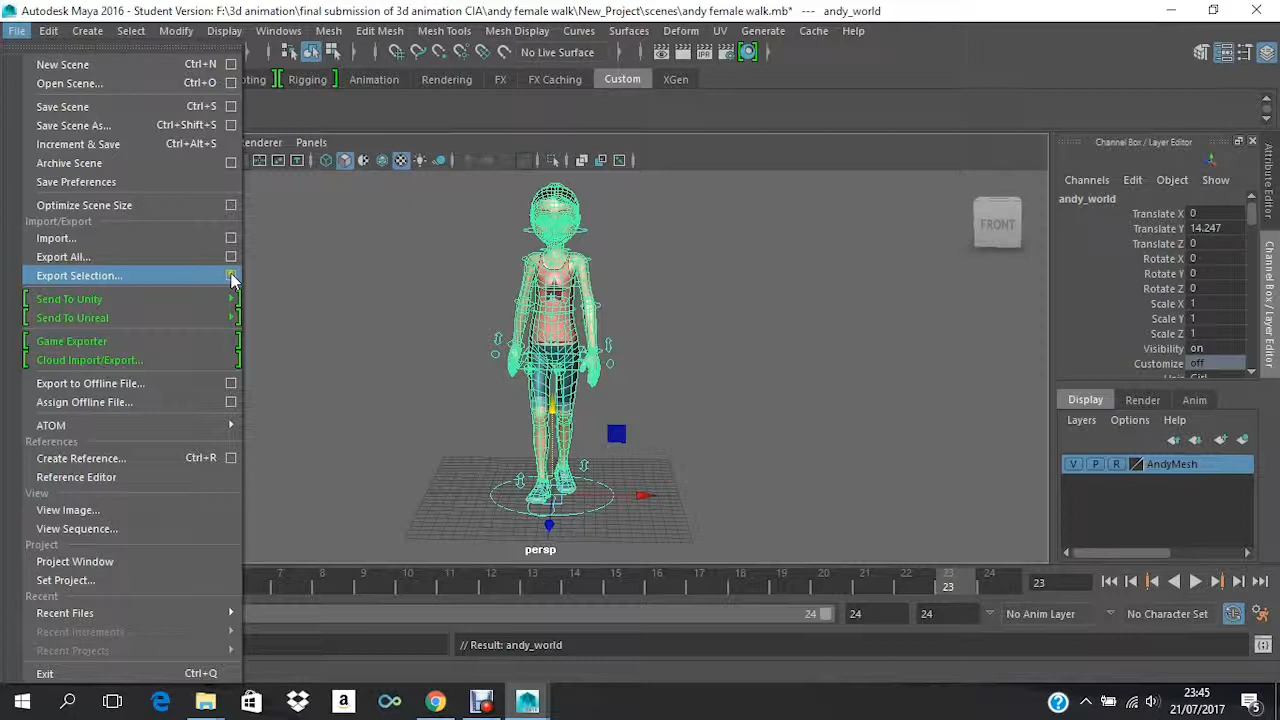 Autodesk Maya 2016 - Student Version: F:\3d animation\final submission of 3d animation CIA\andy female walk\New_Project\scenes\andy female walk.mb* --- andy_world
File Edit Create Select Modify Display Windows Mesh Edit Mesh Mesh Tools Mesh Display Curves Surfaces Deform UV Generate Cache Help
No Live Surface
Rigging Animation Rendering FX FX Caching Custom XGen
New Scene Ctrl+N
Open Scene... Ctrl+O
Save Scene Ctrl+S
Save Scene As... Ctrl+Shift+S
Increment & Save Ctrl+Alt+S
Archive Scene
Save Preferences
Optimize Scene Size
Import/Export
Import...
Export All...
Export Selection...
Send To Unity
Send To Unreal
Game Exporter
Cloud Import/Export...
Export to Offline File...
Assign Offline File...
ATOM
References
Create Reference... Ctrl+R
Reference Editor
View
View Image...
View Sequence...
Project
Project Window
Set Project...
Recent
Recent Files
Recent Increments
Recent Projects
Exit Ctrl+Q
Panels
FRONT
persp
Channel Box / Layer Editor
Channels Edit Object Show
andy_world
Translate X 0
Translate Y 14.247
Translate Z 0
Rotate X 0
Rotate Y 0
Rotate Z 0
Scale X 1
Scale Y 1
Scale Z 1
Visibility on
Customize off
Attribute Editor
Channel Box / Layer Editor
Display Render Anim
Layers Options Help
V P R AndyMesh
7 8 9 10 11 12 13 14 15 16 17 18 19 20 21 22 23 24
23
23
24 24 24 No Anim Layer No Character Set
// Result: andy_world
23:45
21/07/2017
5